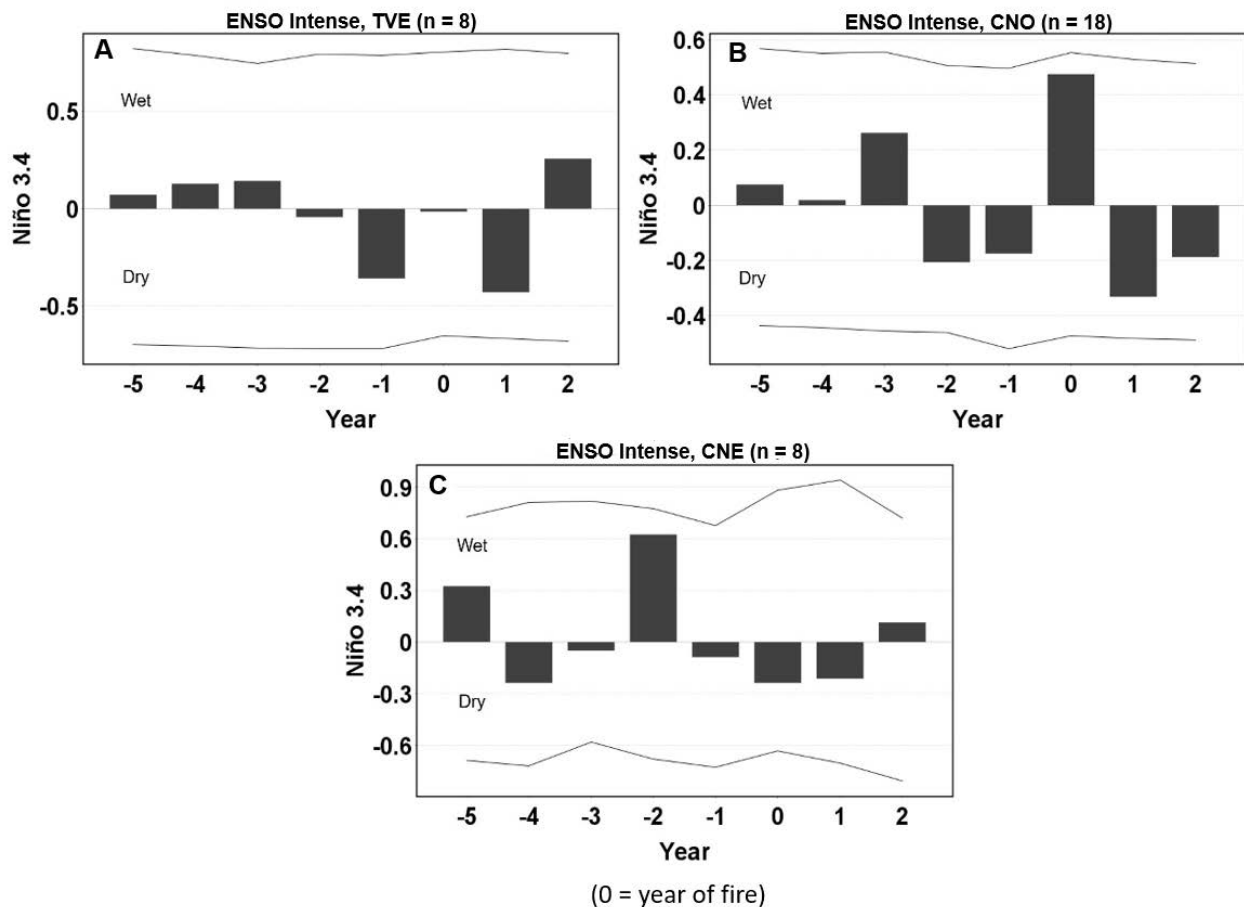 ENSO Intense, TVE (n = 8)
A
Wet
Dry
Niño 3.4
0.5
0
-0.5
-5 -4 -3 -2 -1 0 1 2
Year
ENSO Intense, CNO (n = 18)
B
Wet
Dry
Niño 3.4
0.6
0.4
0.2
0
-0.2
-0.4
-5 -4 -3 -2 -1 0 1 2
Year
ENSO Intense, CNE (n = 8)
C
Wet
Dry
Niño 3.4
0.9
0.6
0.3
0
-0.3
-0.6
-5 -4 -3 -2 -1 0 1 2
Year
(0 = year of fire)